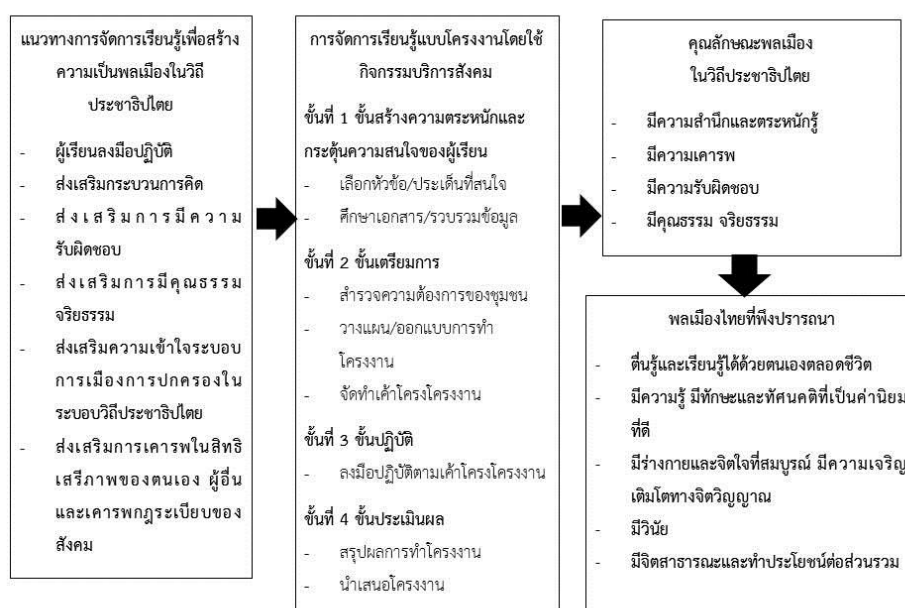 แนวทางการจัดการเรียนรู้เพื่อสร้าง
ความเป็นพลเมืองในวิถี
ประชาธิปไตย
- ผู้เรียนลงมือปฏิบัติ
- ส่งเสริมกระบวนการคิด
- ส่งเสริมการมีความ
รับผิดชอบ
- ส่งเสริมการมีคุณธรรม
จริยธรรม
- ส่งเสริมความเข้าใจระบอบ
การเมืองการปกครองใน
ระบอบวิถีประชาธิปไตย
- ส่งเสริมการเคารพในสิทธิ
เสรีภาพของตนเอง ผู้อื่น
และเคารพกฎระเบียบของ
สังคม
การจัดการเรียนรู้แบบโครงงานโดยใช้
กิจกรรมบริการสังคม
ขั้นที่ 1 ขั้นสร้างความตระหนักและ
กระตุ้นความสนใจของผู้เรียน
- เลือกหัวข้อ/ประเด็นที่สนใจ
- ศึกษาเอกสาร/รวบรวมข้อมูล
ขั้นที่ 2 ขั้นเตรียมการ
- สำรวจความต้องการของชุมชน
- วางแผน/ออกแบบการทำ
โครงงาน
- จัดทำเค้าโครงโครงงาน
ขั้นที่ 3 ขั้นปฏิบัติ
- ลงมือปฏิบัติตามเค้าโครงโครงงาน
ขั้นที่ 4 ขั้นประเมินผล
- สรุปผลการทำโครงงาน
- นำเสนอโครงงาน
คุณลักษณะพลเมือง
ในวิถีประชาธิปไตย
- มีความสำนึกและตระหนักรู้
- มีความเคารพ
- มีความรับผิดชอบ
- มีคุณธรรม จริยธรรม
พลเมืองไทยที่พึงปรารถนา
- ตื่นรู้และเรียนรู้ได้ด้วยตนเองตลอดชีวิต
- มีความรู้ มีทักษะและทัศนคติที่เป็นค่านิยม
ที่ดี
- มีร่างกายและจิตใจที่สมบูรณ์ มีความเจริญ
เติมโตทางจิตวิญญาณ
- มีวินัย
- มีจิตสาธารณะและทำประโยชน์ต่อส่วนรวม